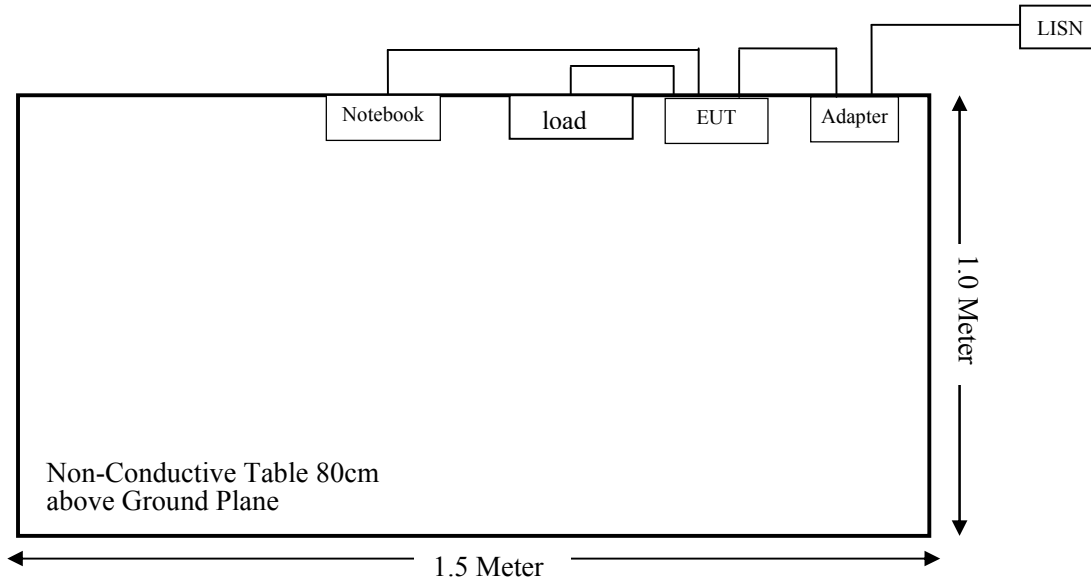 LISN
Notebook
load
EUT
Adapter
1.0 Meter
Non-Conductive Table 80cm
above Ground Plane
1.5 Meter